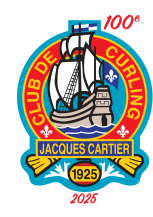 100e
CLUB DE CURLING
JACQUES CARTIER
1925
2025